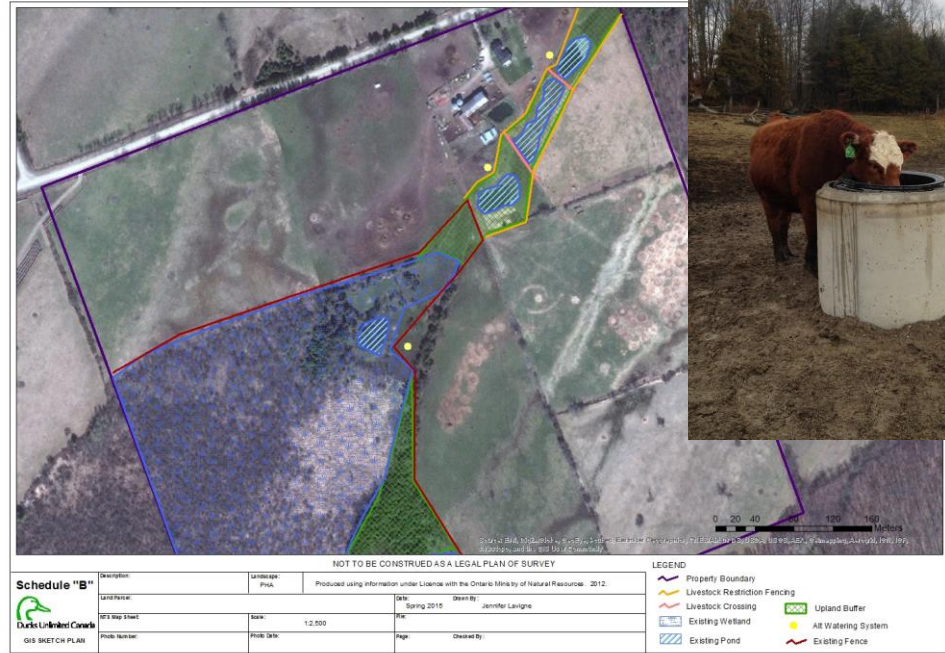 0 20 40 80 120 160
Meters
NOT TO BE CONSTRUED AS A LEGAL PLAN OF SURVEY
Schedule "B"
Ducks Unlimited Canada
GIS SKETCH PLAN
Description:
Landscape:
PHA
Produced using information under Licence with the Ontario Ministry of Natural Resources. 2012.
Land Parcel:
Date:
Spring 2015
Drawn By:
Jennifer Lavigne
NTS Map Sheet:
Scale:
1:2,500
File:
Photo Number:
Photo Date:
Page:
Checked By:
LEGEND
Property Boundary
Livestock Restriction Fencing
Livestock Crossing
Existing Wetland
Existing Pond
Upland Buffer
Alt Watering System
Existing Fence